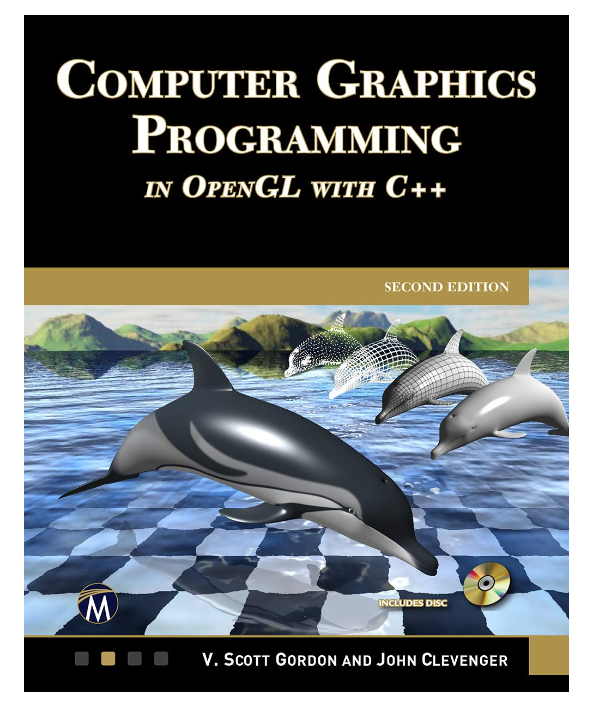 COMPUTER GRAPHICS
PROGRAMMING
IN OPENGL WITH C++
SECOND EDITION
INCLUDES DISC
M
V. SCOTT GORDON AND JOHN CLEVENGER